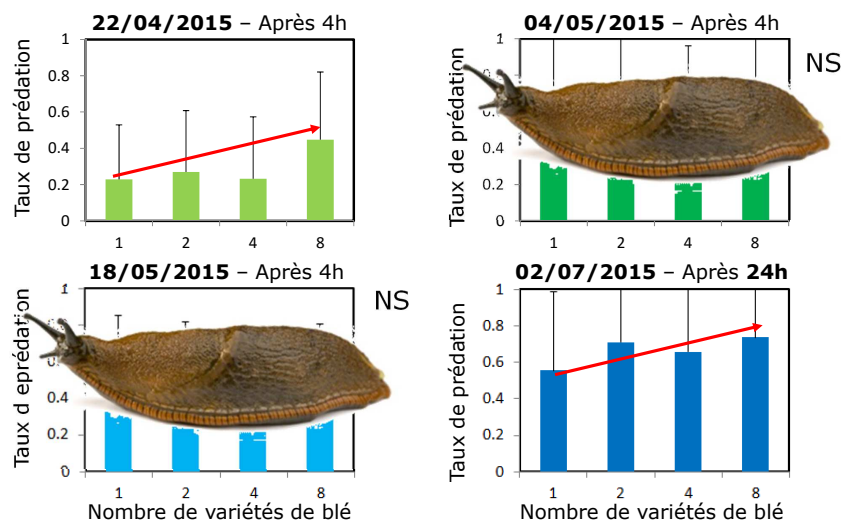 22/04/2015 – Après 4h
Taux de prédation
1
0.8
0.6
0.4
0.2
0
1 2 4 8
04/05/2015 – Après 4h
NS
Taux de prédation
1
0.4
0.2
0
1 2 4 8
18/05/2015 – Après 4h
NS
Taux d eprédation
1
0.4
0.2
0
1 2 4 8
Nombre de variétés de blé
02/07/2015 – Après 24h
Taux de prédation
1
0.8
0.6
0.4
0.2
0
1 2 4 8
Nombre de variétés de blé